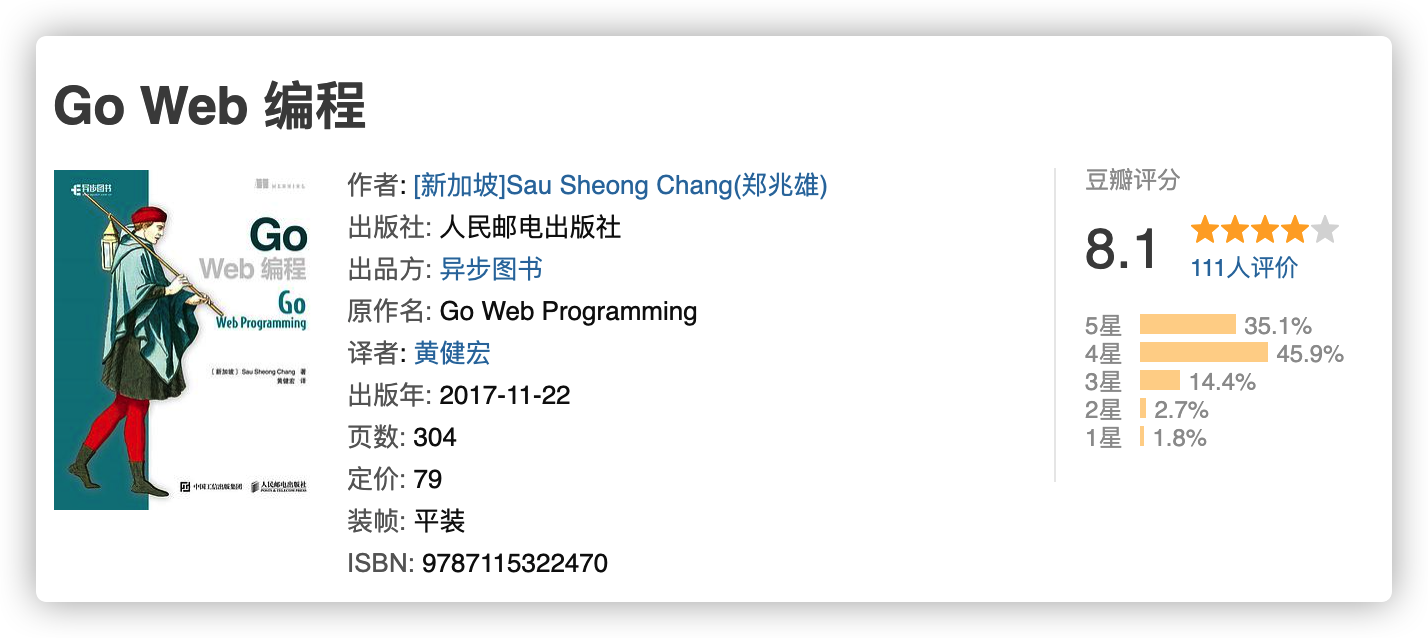 Go Web 编程
异步图书
MANNING
Go
Web 编程
Go
Web Programming
［新加坡］Sau Sheong Chang 著
黄健宏 译
中国工信出版集团
人民邮电出版社
POSTS & TELECOM PRESS
作者: [新加坡]Sau Sheong Chang(郑兆雄)
出版社: 人民邮电出版社
出品方: 异步图书
原作名: Go Web Programming
译者: 黄健宏
出版年: 2017-11-22
页数: 304
定价: 79
装帧: 平装
ISBN: 9787115322470
豆瓣评分
8.1
111人评价
5星 35.1%
4星 45.9%
3星 14.4%
2星 2.7%
1星 1.8%